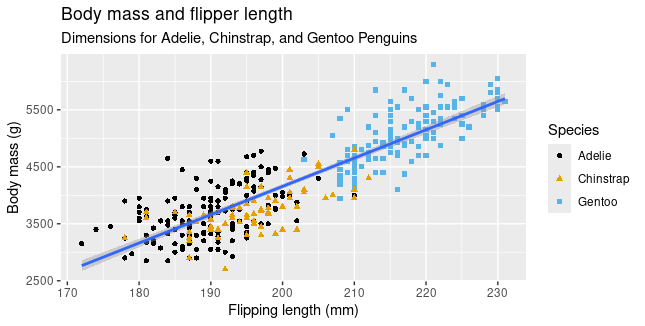 Body mass and flipper length
Dimensions for Adelie, Chinstrap, and Gentoo Penguins
Body mass (g)
5500
4500
3500
2500
170 180 190 200 210 220 230
Flipping length (mm)
Species
Adelie
Chinstrap
Gentoo